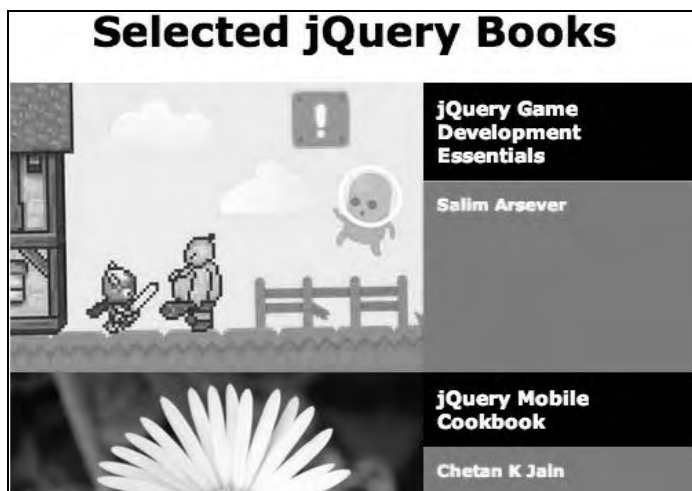 Selected jQuery Books
!
jQuery Game
Development
Essentials
Salim Arsever
jQuery Mobile
Cookbook
Chetan K Jain